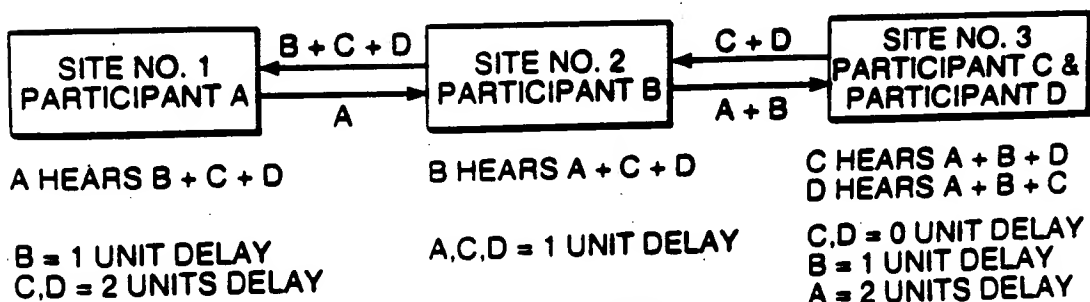 SITE NO. 1
PARTICIPANT A
B + C + D
A
SITE NO. 2
PARTICIPANT B
C + D
A + B
SITE NO. 3
PARTICIPANT C &
PARTICIPANT D
A HEARS B + C + D
B = 1 UNIT DELAY
C,D = 2 UNITS DELAY
B HEARS A + C + D
A,C,D = 1 UNIT DELAY
C HEARS A + B + D
D HEARS A + B + C
C,D = 0 UNIT DELAY
B = 1 UNIT DELAY
A = 2 UNITS DELAY